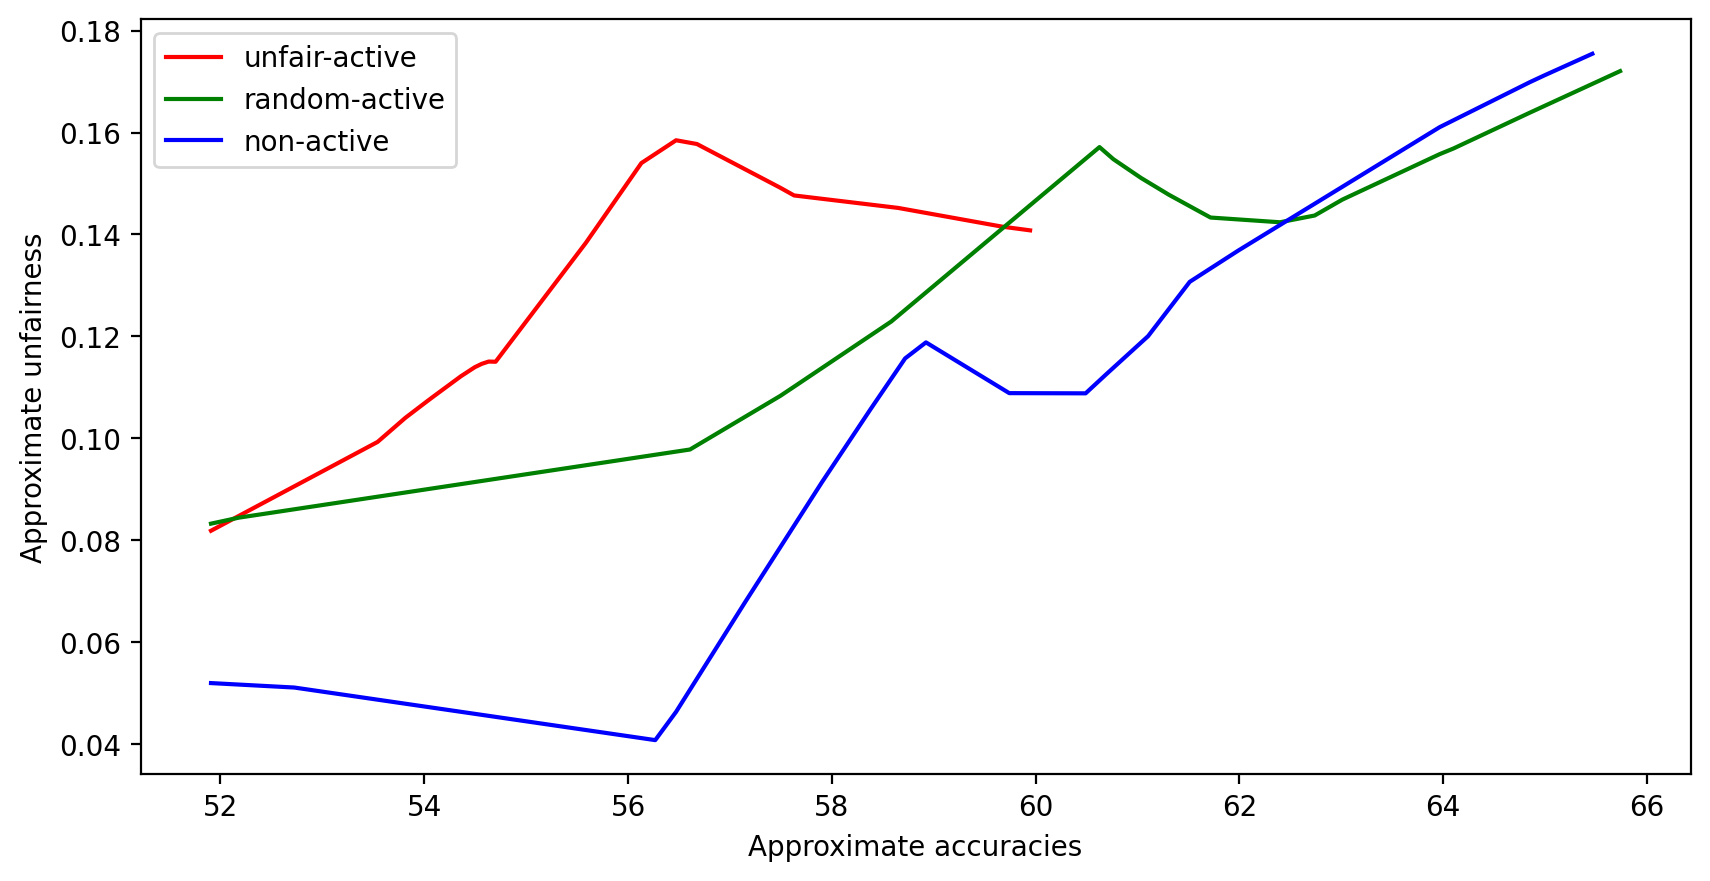 unfair-active
random-active
non-active
0.18
0.16
0.14
0.12
0.10
0.08
0.06
0.04
Approximate unfairness
52 54 56 58 60 62 64 66
Approximate accuracies